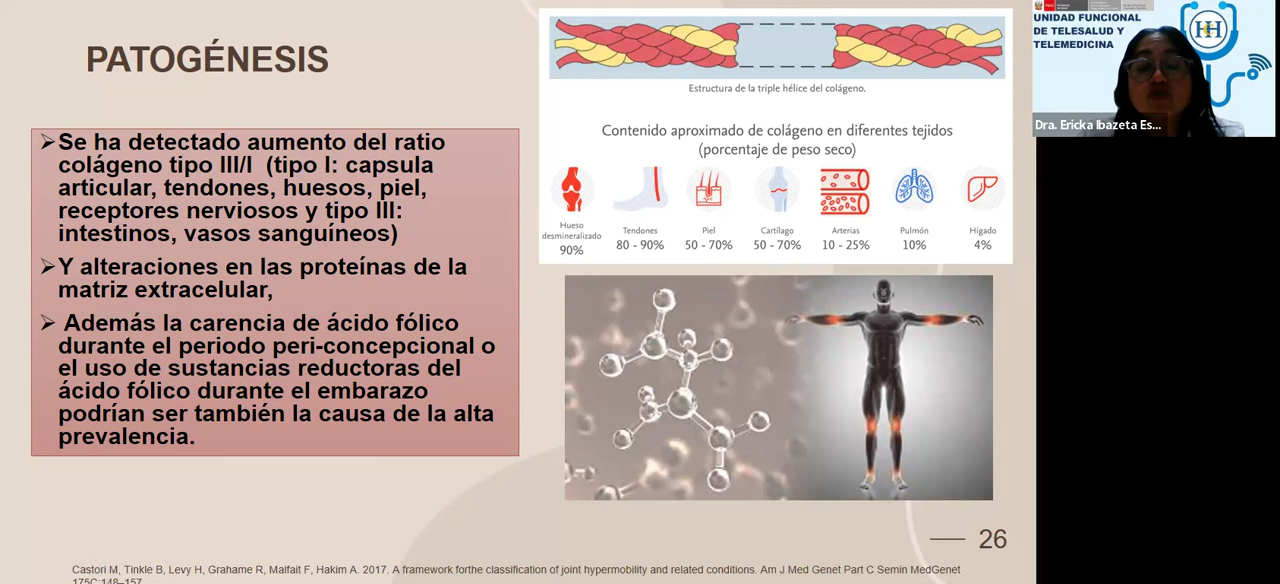 PATOGÉNESIS
➢Se ha detectado aumento del ratio
colágeno tipo III/I (tipo I: capsula
articular, tendones, huesos, piel,
receptores nerviosos y tipo III:
intestinos, vasos sanguíneos)
➢Y alteraciones en las proteínas de la
matriz extracelular,
➢ Además la carencia de ácido fólico
durante el periodo peri-concepcional o
el uso de sustancias reductoras del
ácido fólico durante el embarazo
podrían ser también la causa de la alta
prevalencia.
Estructura de la triple hélice del colágeno.
Contenido aproximado de colágeno en diferentes tejidos
(porcentaje de peso seco)
Hueso
desmineralizado
90%
Tendones
80 - 90%
Piel
50 - 70%
Cartílago
50 - 70%
Arterias
10 - 25%
Pulmón
10%
Hígado
4%
26
Castori M, Tinkle B, Levy H, Grahame R, Malfait F, Hakim A. 2017. A framework forthe classification of joint hypermobility and related conditions. Am J Med Genet Part C Semin MedGenet
175C:148–157
UNIDAD FUNCIONAL
DE TELESALUD Y
TELEMEDICINA
Dra. Ericka Ibazeta Es...